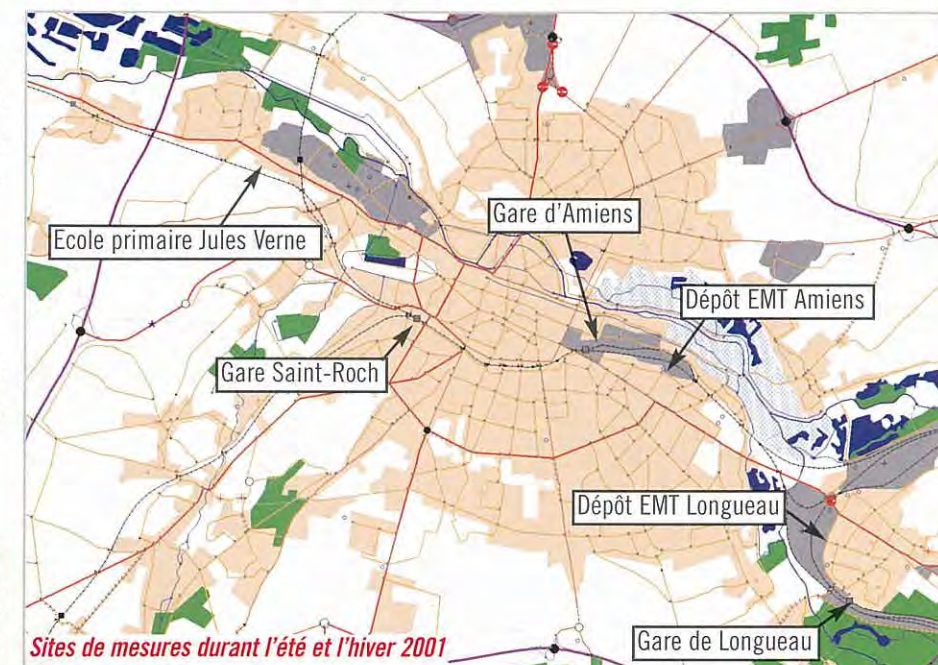 Gare d'Amiens
Ecole primaire Jules Verne
Dépôt EMT Amiens
Gare Saint-Roch
Dépôt EMT Longueau
Gare de Longueau
Sites de mesures durant l'été et l'hiver 2001